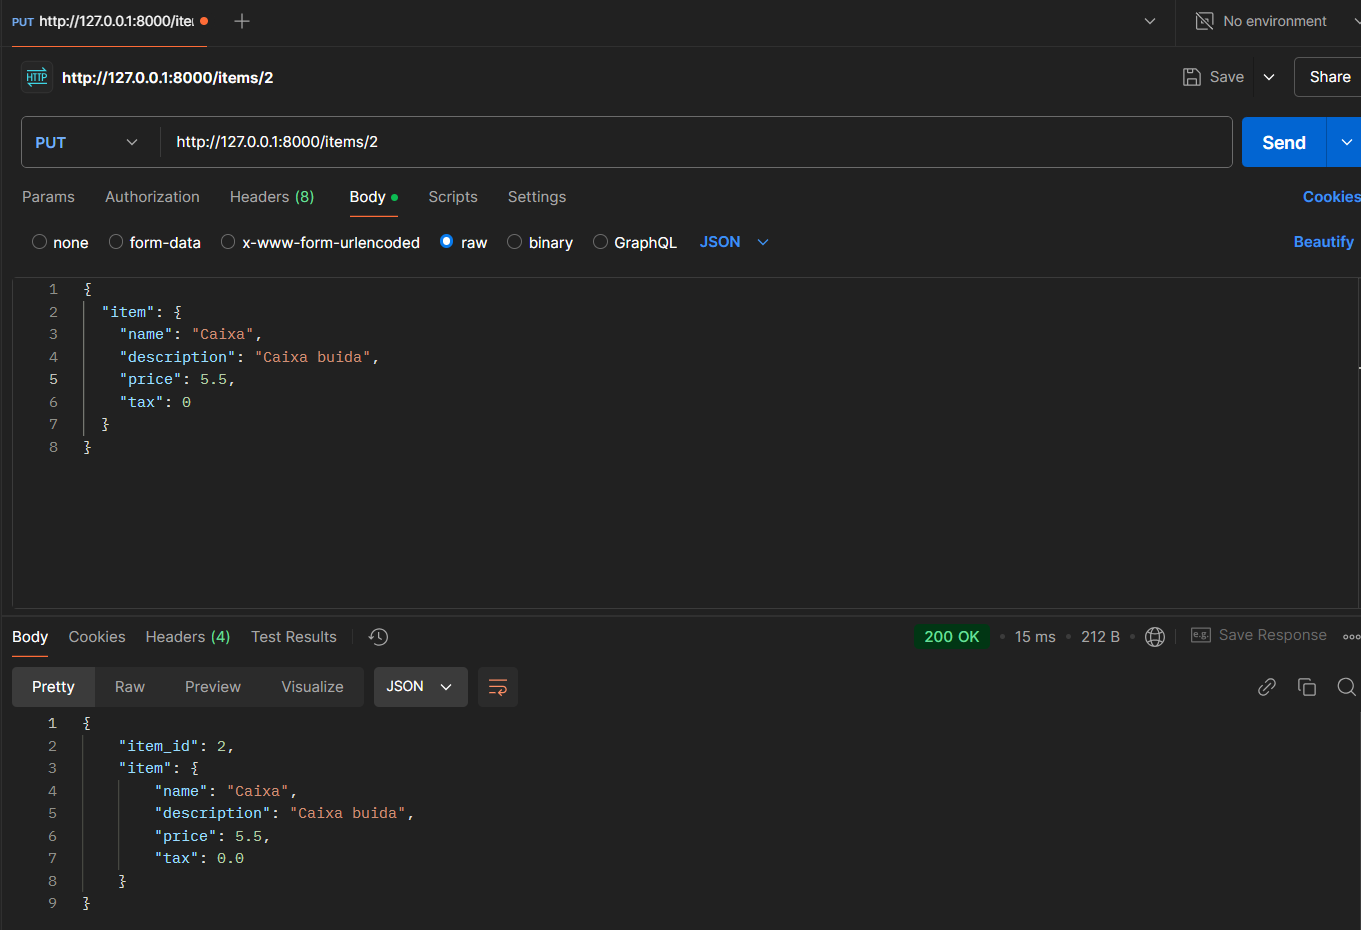 PUT http://127.0.0.1:8000/ite
No environment
HTTP http://127.0.0.1:8000/items/2
Save
Share
PUT http://127.0.0.1:8000/items/2
Send
Params Authorization Headers (8) Body Scripts Settings
Cookies
none form-data x-www-form-urlencoded raw binary GraphQL JSON
Beautify
1 {
2 "item": {
3 "name": "Caixa",
4 "description": "Caixa buida",
5 "price": 5.5,
6 "tax": 0
7 }
8 }
Body Cookies Headers (4) Test Results
200 OK • 15 ms • 212 B •
e.g. Save Response
Pretty Raw Preview Visualize JSON
1 {
2 "item_id": 2,
3 "item": {
4 "name": "Caixa",
5 "description": "Caixa buida",
6 "price": 5.5,
7 "tax": 0.0
8 }
9 }